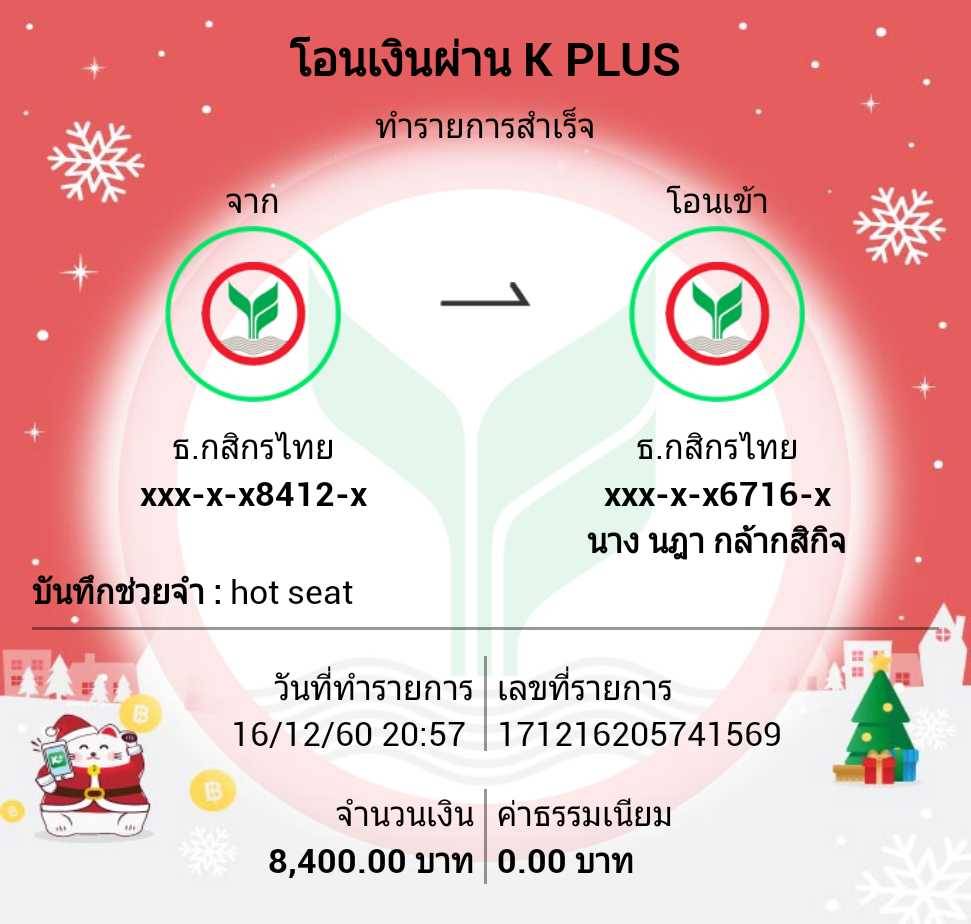 โอนเงินผ่าน K PLUS
ทำรายการสำเร็จ
จาก
โอนเข้า
ธ.กสิกรไทย
xxx-x-x8412-x
ธ.กสิกรไทย
xxx-x-x6716-x
นาง นฎา กล้ากสิกิจ
บันทึกช่วยจำ : hot seat
วันที่ทำรายการ
16/12/60 20:57
เลขที่รายการ
171216205741569
จำนวนเงิน
8,400.00 บาท
ค่าธรรมเนียม
0.00 บาท